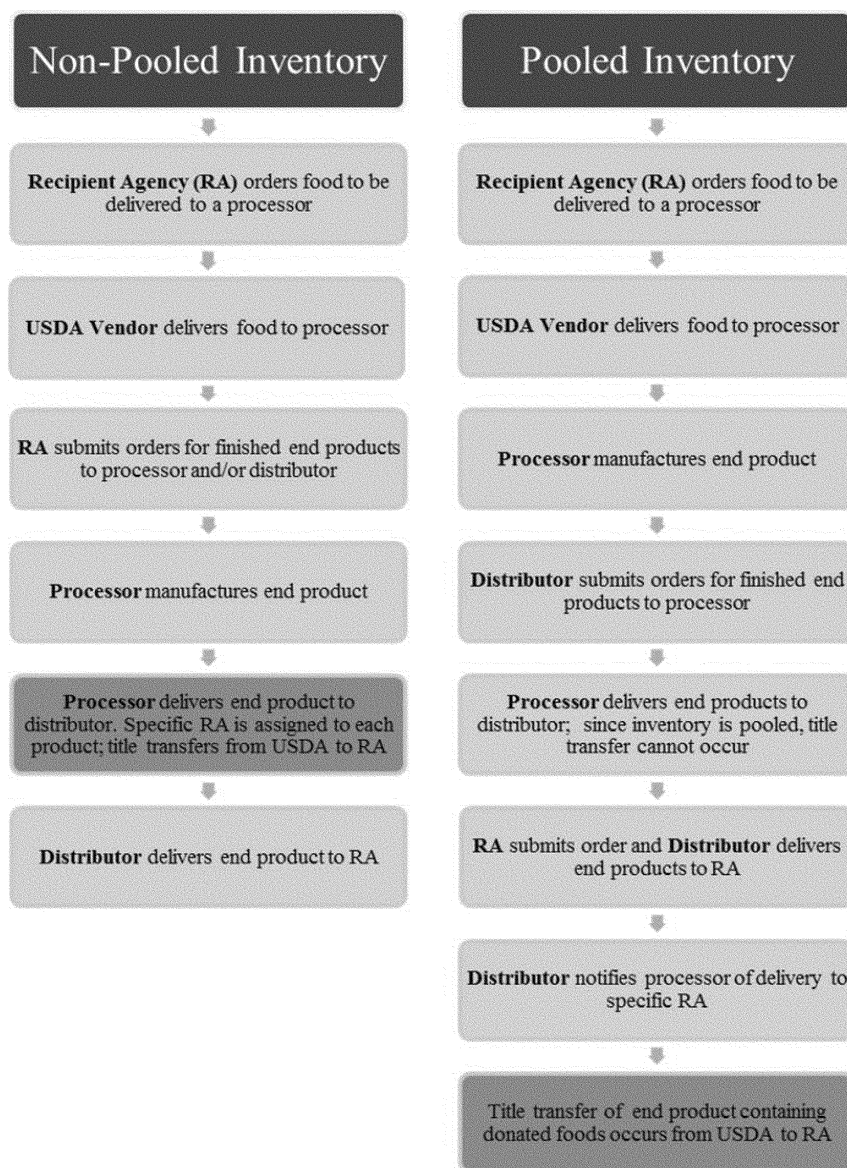 Non-Pooled Inventory
Recipient Agency (RA) orders food to be
delivered to a processor
USDA Vendor delivers food to processor
RA submits orders for finished end products
to processor and/or distributor
Processor manufactures end product
Processor delivers end product to
distributor. Specific RA is assigned to each
product; title transfers from USDA to RA
Distributor delivers end product to RA
Pooled Inventory
Recipient Agency (RA) orders food to be
delivered to a processor
USDA Vendor delivers food to processor
Processor manufactures end product
Distributor submits orders for finished end
products to processor
Processor delivers end products to
distributor; since inventory is pooled, title
transfer cannot occur
RA submits order and Distributor delivers
end products to RA
Distributor notifies processor of delivery to
specific RA
Title transfer of end product containing
donated foods occurs from USDA to RA